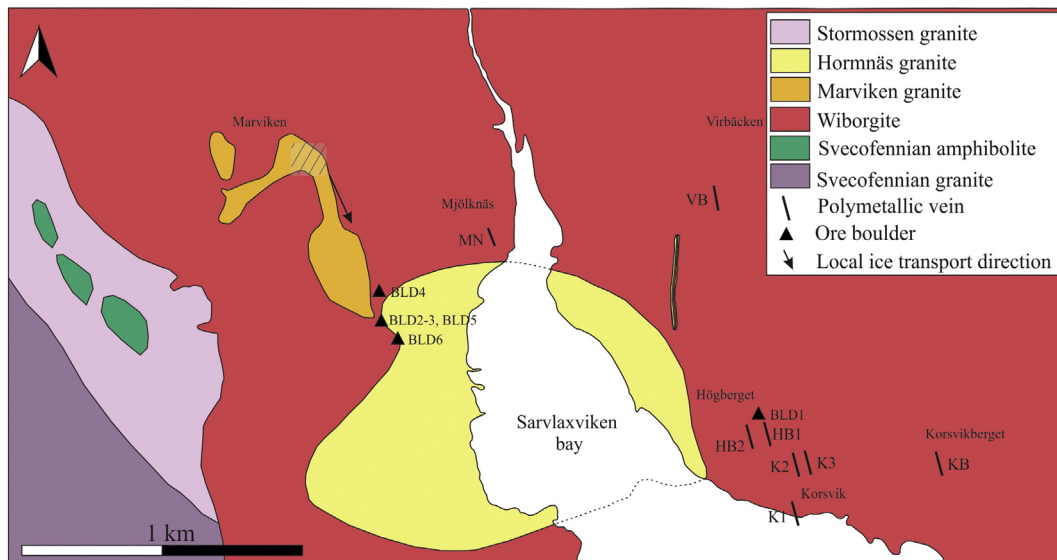 Stormossen granite
Hormnäs granite
Marviken granite
Wiborgite
Svecofennian amphibolite
Svecofennian granite
Polymetallic vein
Ore boulder
Local ice transport direction
Marviken
Virbäcken
VB
Mjölknäs
MN
BLD4
BLD2-3, BLD5
BLD6
Sarvlaxviken
bay
Högberget
BLD1
HB2
HB1
K2
K3
Korsvik
K1
Korsvikberget
KB
1 km